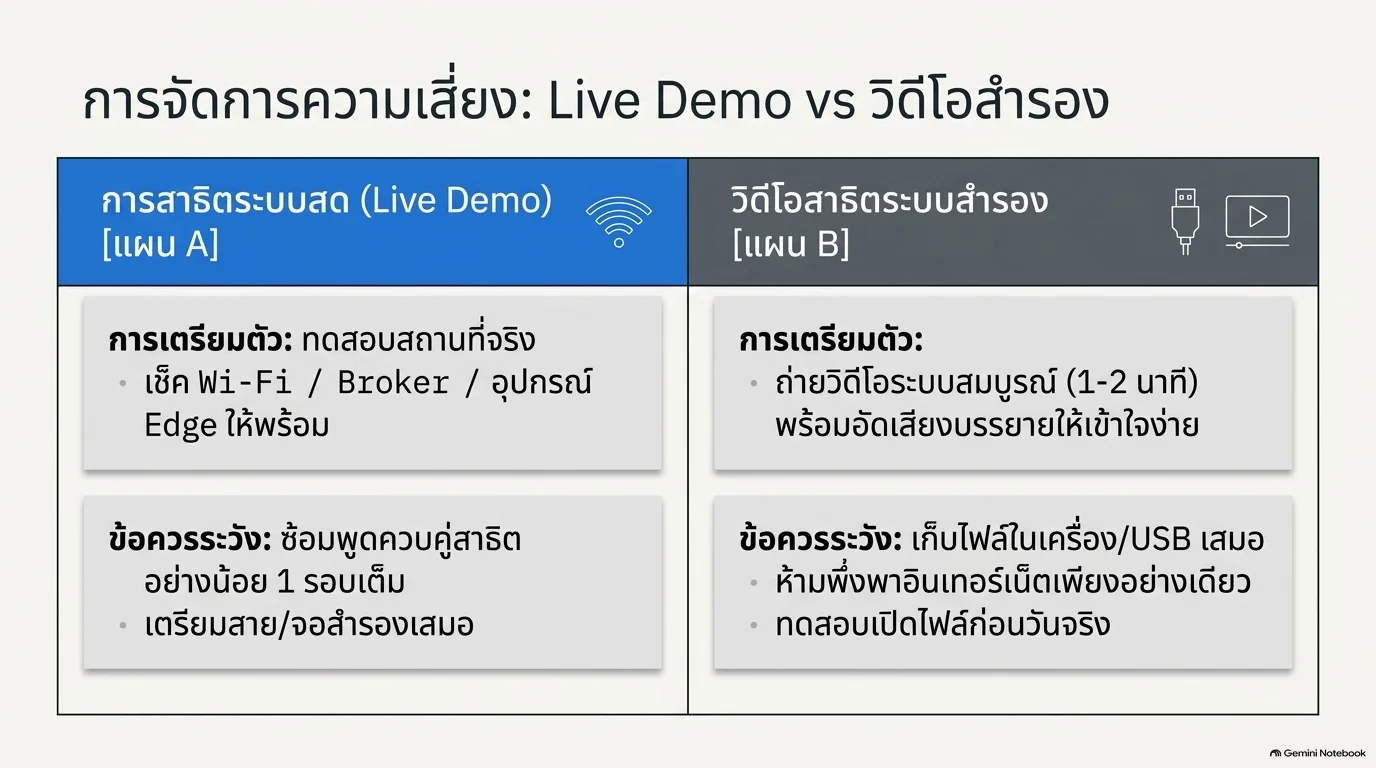 การจัดการความเสี่ยง: Live Demo vs วิดีโอสำรอง
การสาธิตระบบสด (Live Demo)
[แผน A]
การเตรียมตัว: ทดสอบสถานที่จริง
• เช็ค Wi-Fi / Broker / อุปกรณ์
Edge ให้พร้อม
ข้อควรระวัง: ซ้อมพูดควบคู่สาธิต
อย่างน้อย 1 รอบเต็ม
• เตรียมสาย/จอสำรองเสมอ
วิดีโอสาธิตระบบสำรอง
[แผน B]
การเตรียมตัว:
• ถ่ายวิดีโอระบบสมบูรณ์ (1-2 นาที)
พร้อมอัดเสียงบรรยายให้เข้าใจง่าย
ข้อควรระวัง: เก็บไฟล์ในเครื่อง/USB เสมอ
• ห้ามพึ่งพาอินเทอร์เน็ตเพียงอย่างเดียว
• ทดสอบเปิดไฟล์ก่อนวันจริง
Gemini Notebook